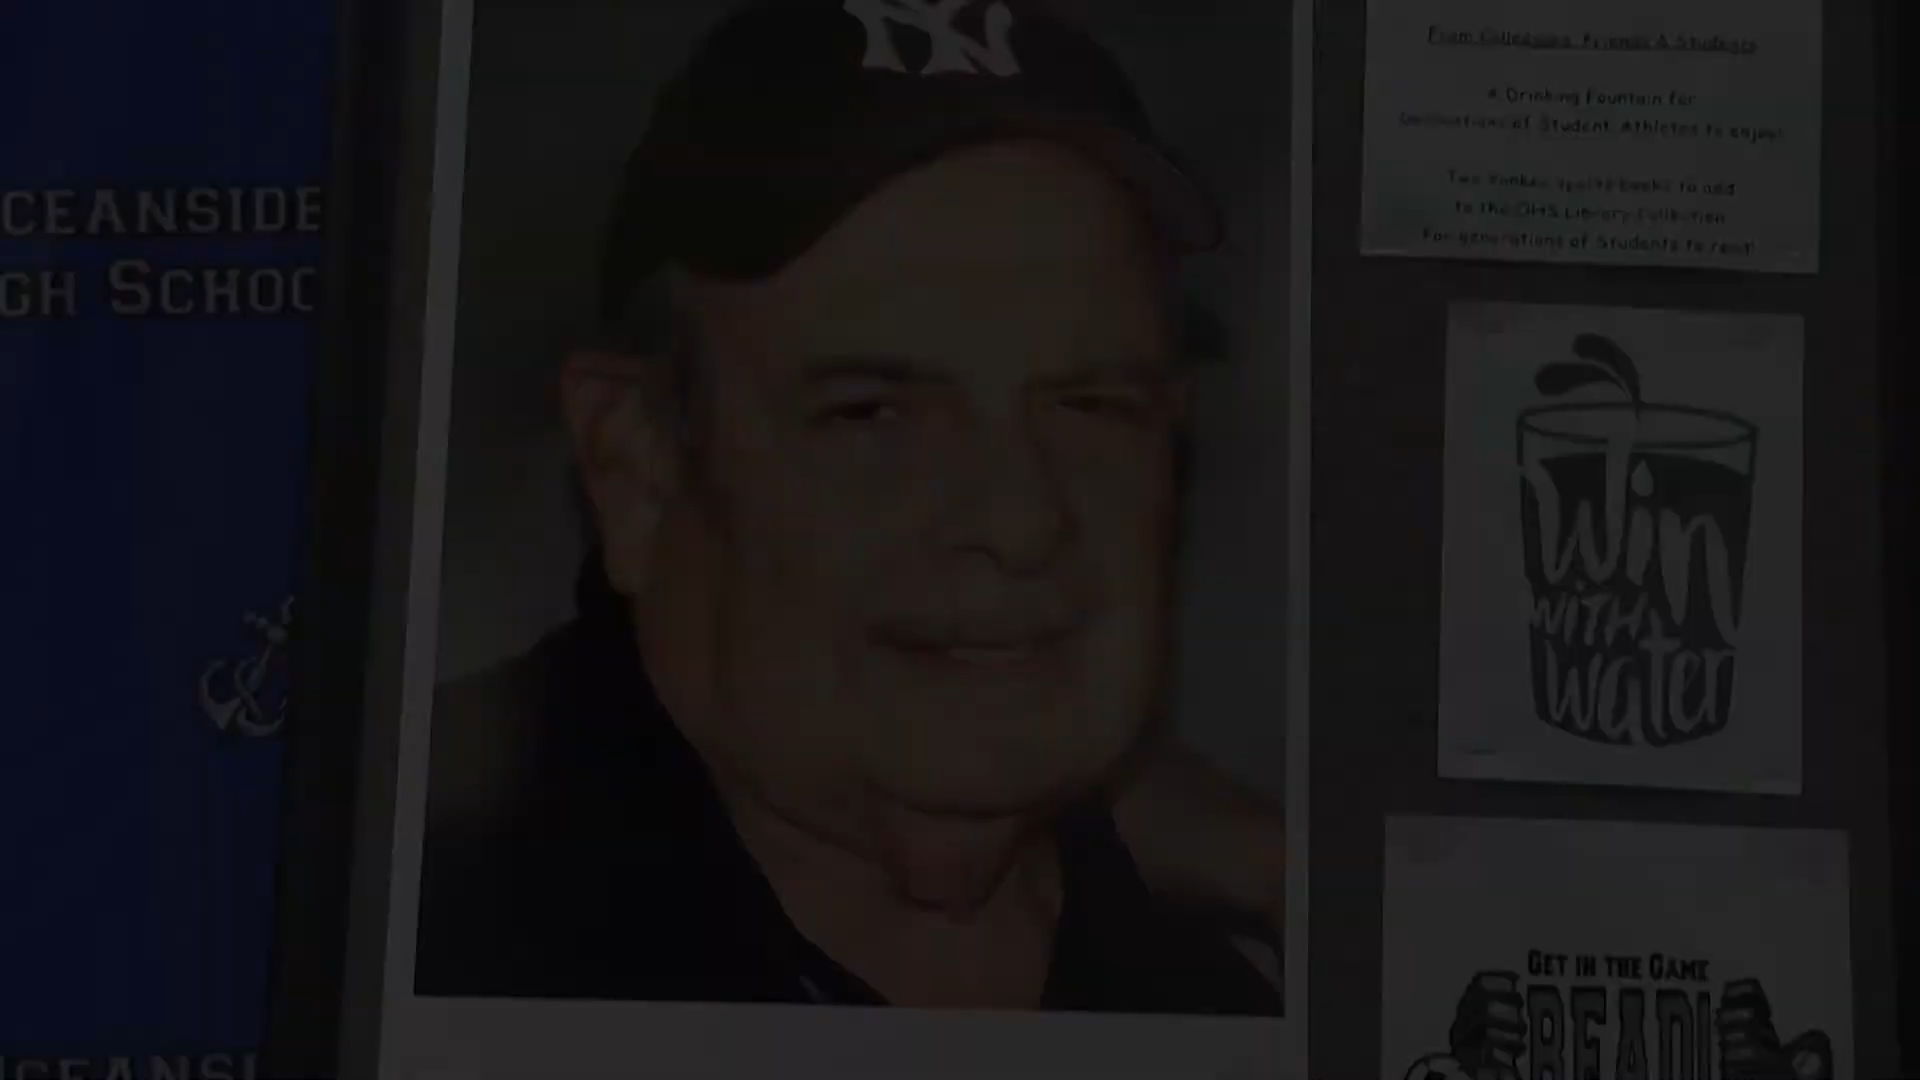 CEANSIDE
GH SCHOO
CEANSI
NY
From Colleagues, Friends & Students
A Drinking Fountain for
Generations of Student Athletes to enjoy!
Two Yankee sports books to add
to the OHS Library Collection
For generations of Students to read!
Win
with
water
GET IN THE GAME
READ!